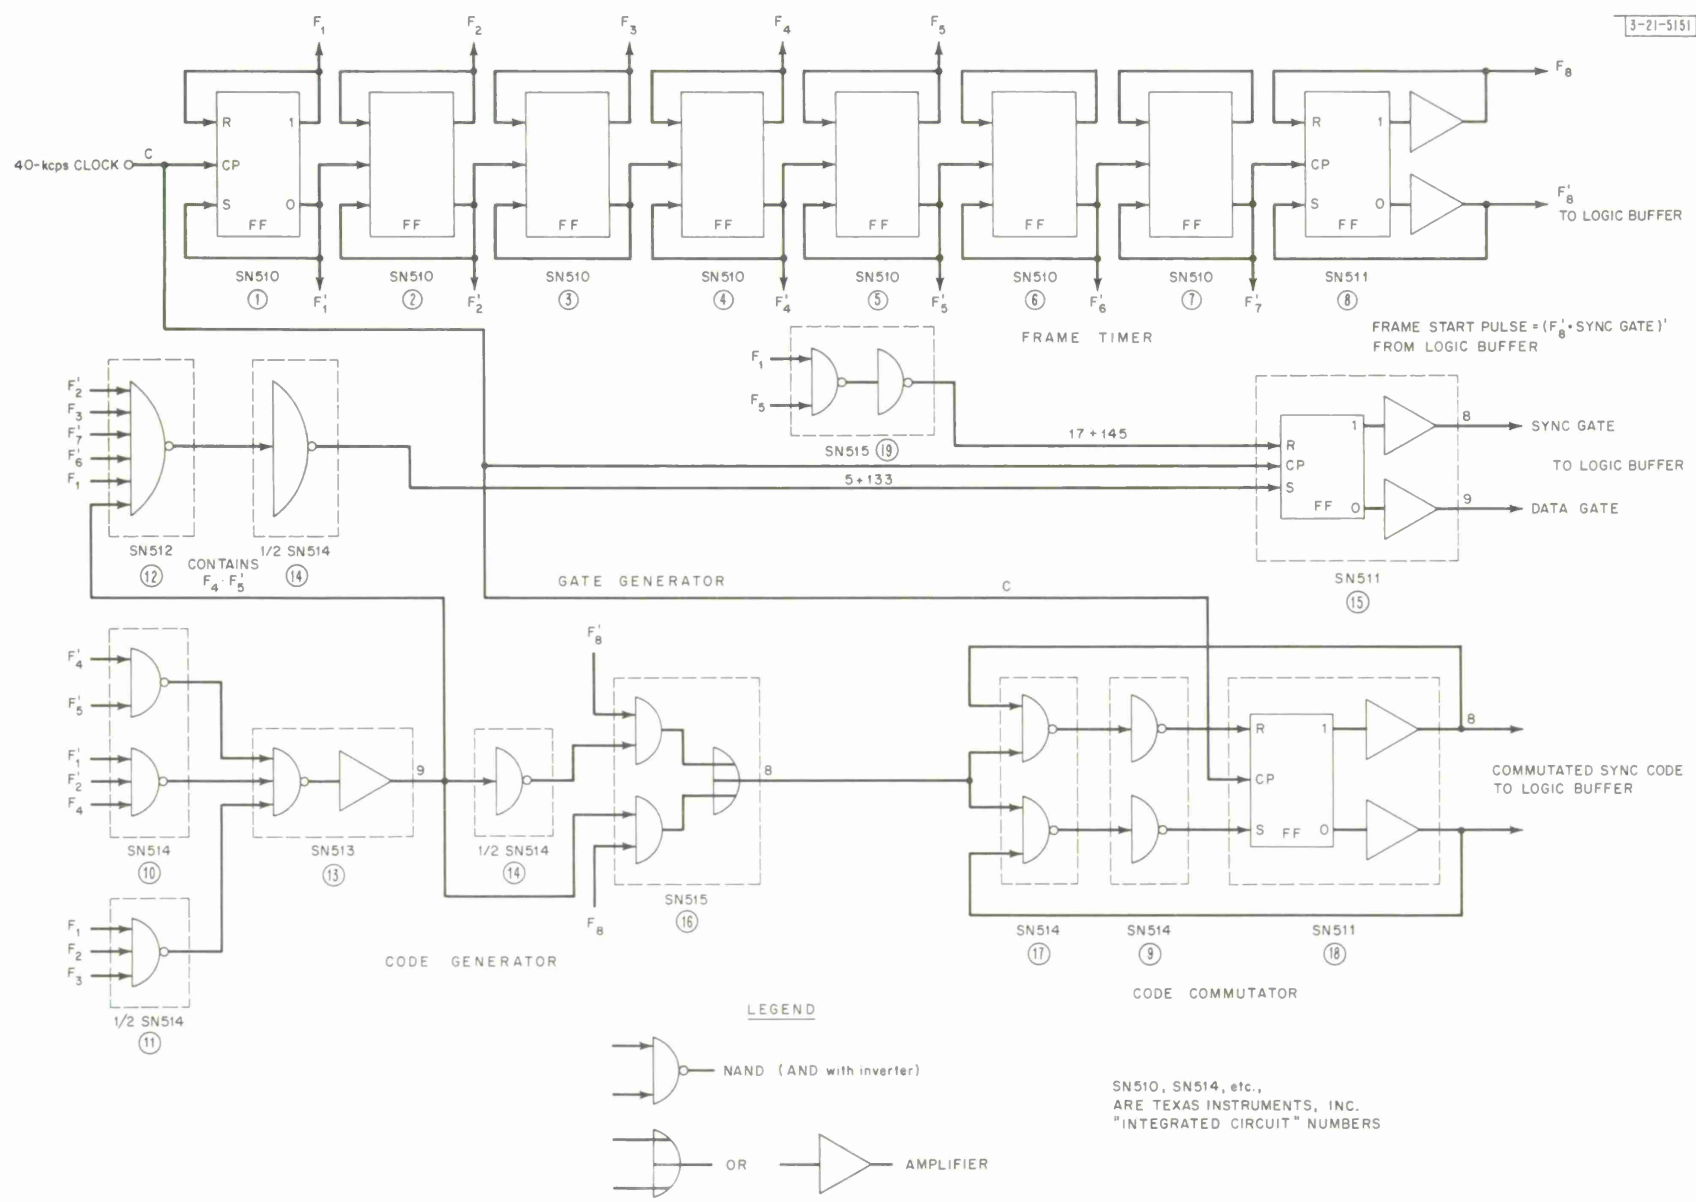 3-21-5151
F1 F2 F3 F4 F5
F8
R 1
R 1
40-kcps CLOCK C
CP
CP
S 0
S 0
F'8
TO LOGIC BUFFER
FF FF FF FF FF FF FF FF
SN510 SN510 SN510 SN510 SN510 SN510 SN510 SN511
1 2 3 4 5 6 7 8
F'1 F'2 F'4 F'5 F'6 F'7
FRAME TIMER
FRAME START PULSE = (F'8 • SYNC GATE)'
FROM LOGIC BUFFER
F1
F5
SN515 19
17 + 145
5 + 133
F'2
F3
F'7
F'6
F1
SN512
12
CONTAINS
F4 · F'5
1/2 SN514
14
R 1
CP
S
FF 0
8
SYNC GATE
TO LOGIC BUFFER
9
DATA GATE
SN511
15
GATE GENERATOR
C
F'4
F'5
F'1
F'2
F4
SN514
10
SN513
13
9
1/2 SN514
14
F'8
F8
SN515
16
8
F1
F2
F3
1/2 SN514
11
CODE GENERATOR
SN514
17
SN514
9
R 1
CP
S 0
FF
SN511
18
8
COMMUTATED SYNC CODE
TO LOGIC BUFFER
CODE COMMUTATOR
LEGEND
NAND (AND with inverter)
OR
AMPLIFIER
SN510, SN514, etc.,
ARE TEXAS INSTRUMENTS, INC.
"INTEGRATED CIRCUIT" NUMBERS